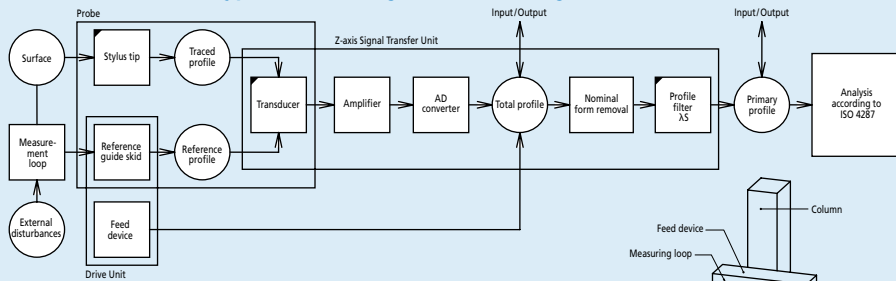 Probe
Input/Output
Input/Output
Z-axis Signal Transfer Unit
Surface
Stylus tip
Traced
profile
Transducer
Amplifier
AD
converter
Total profile
Nominal
form removal
Profile
filter
λS
Primary
profile
Analysis
according to
ISO 4287
Measure-
ment
loop
Reference
guide skid
Reference
profile
External
disturbances
Feed
device
Drive Unit
Column
Feed device
Measuring loop